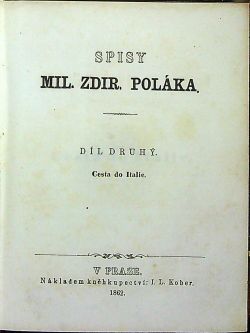 SPISY
MIL. ZDIR. POLÁKA.
DÍL DRUHÝ.
Cesta do Italie.
V PRAZE.
Nákladem kněhkupectví: I. L. Kober.
1862.